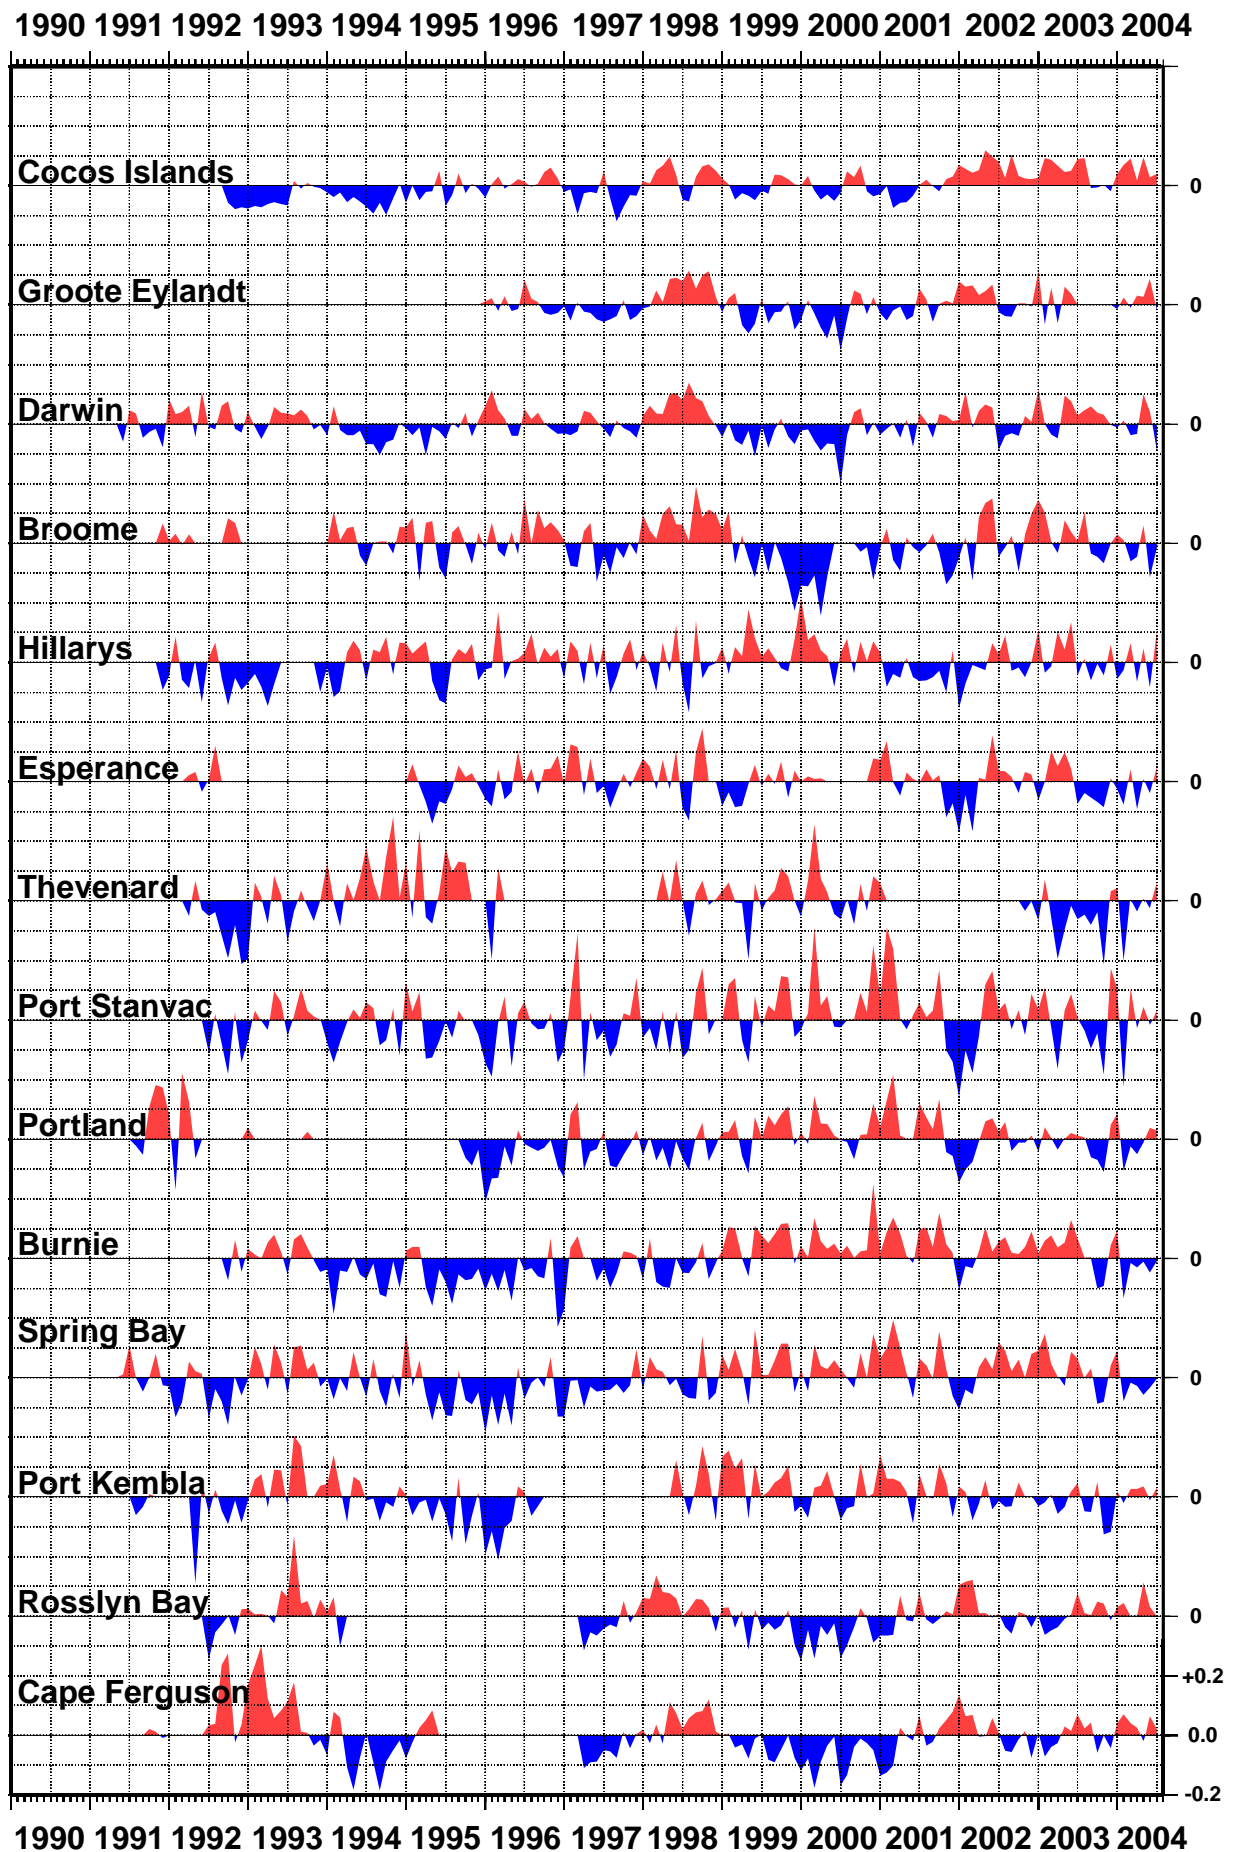 1990 1991 1992 1993 1994 1995 1996 1997 1998 1999 2000 2001 2002 2003 2004
Cocos Islands 0
Groote Eylandt 0
Darwin 0
Broome 0
Hillarys 0
Esperance 0
Thevenard 0
Port Stanvac 0
Portland 0
Burnie 0
Spring Bay 0
Port Kembla 0
Rosslyn Bay 0
+0.2
Cape Ferguson
0.0
-0.2
1990 1991 1992 1993 1994 1995 1996 1997 1998 1999 2000 2001 2002 2003 2004